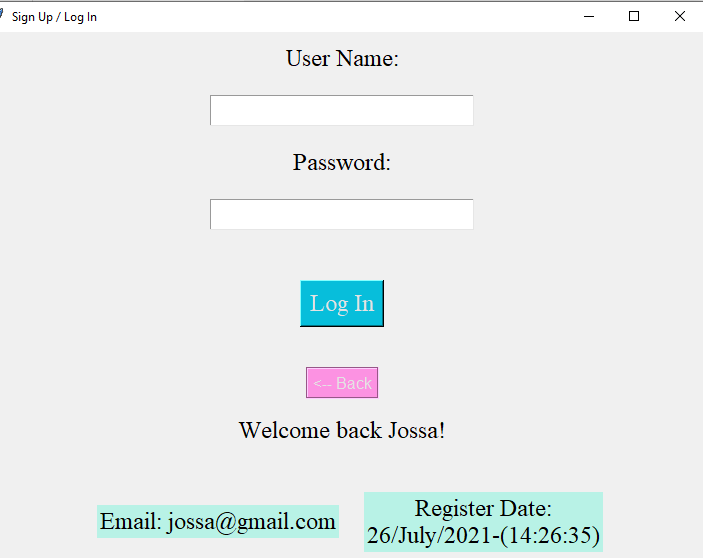 Sign Up / Log In
User Name:
Password:
Log In
<-- Back
Welcome back Jossa!
Email: jossa@gmail.com
Register Date:
26/July/2021-(14:26:35)